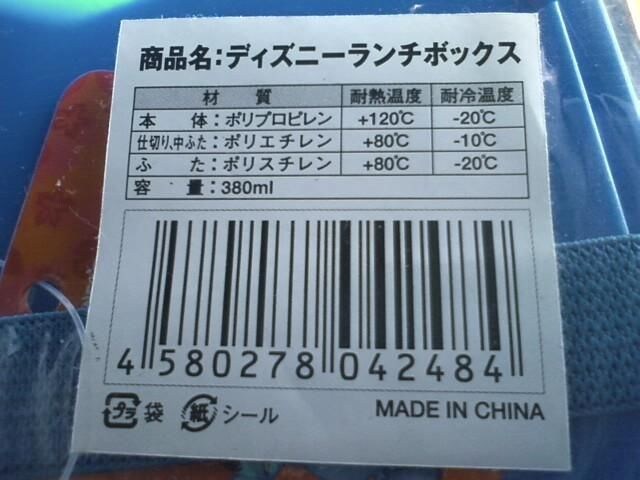 商品名:ディズニーランチボックス
材 質 耐熱温度 耐冷温度
本 体:ポリプロピレン +120℃ -20℃
仕切り,中ふた:ポリエチレン +80℃ -10℃
ふ た:ポリスチレン +80℃ -20℃
容 量:380ml
4 580278 042484
プラ 袋 紙 シール MADE IN CHINA